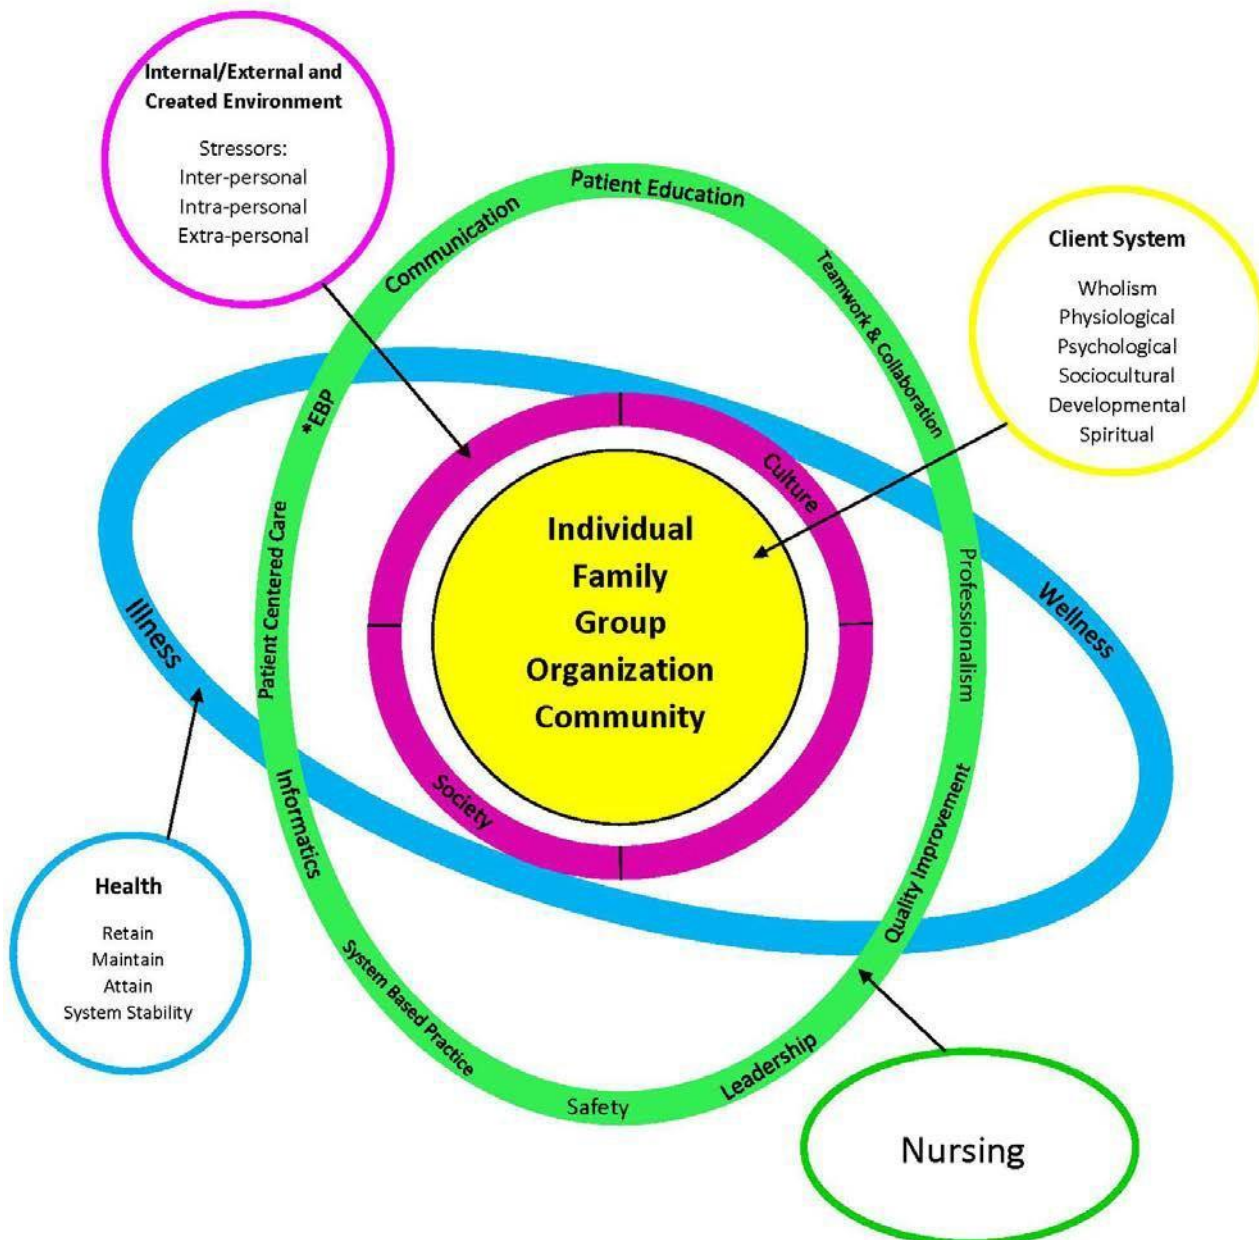 Internal/External and
Created Environment
Stressors:
Inter-personal
Intra-personal
Extra-personal
Client System
Wholism
Physiological
Psychological
Sociocultural
Developmental
Spiritual
Patient Education
Communication
Teamwork & Collaboration
*EBP
Professionalism
Patient Centered Care
Quality Improvement
Informatics
System Based Practice
Leadership
Safety
Culture
Society
Individual
Family
Group
Organization
Community
Illness
Wellness
Health
Retain
Maintain
Attain
System Stability
Nursing